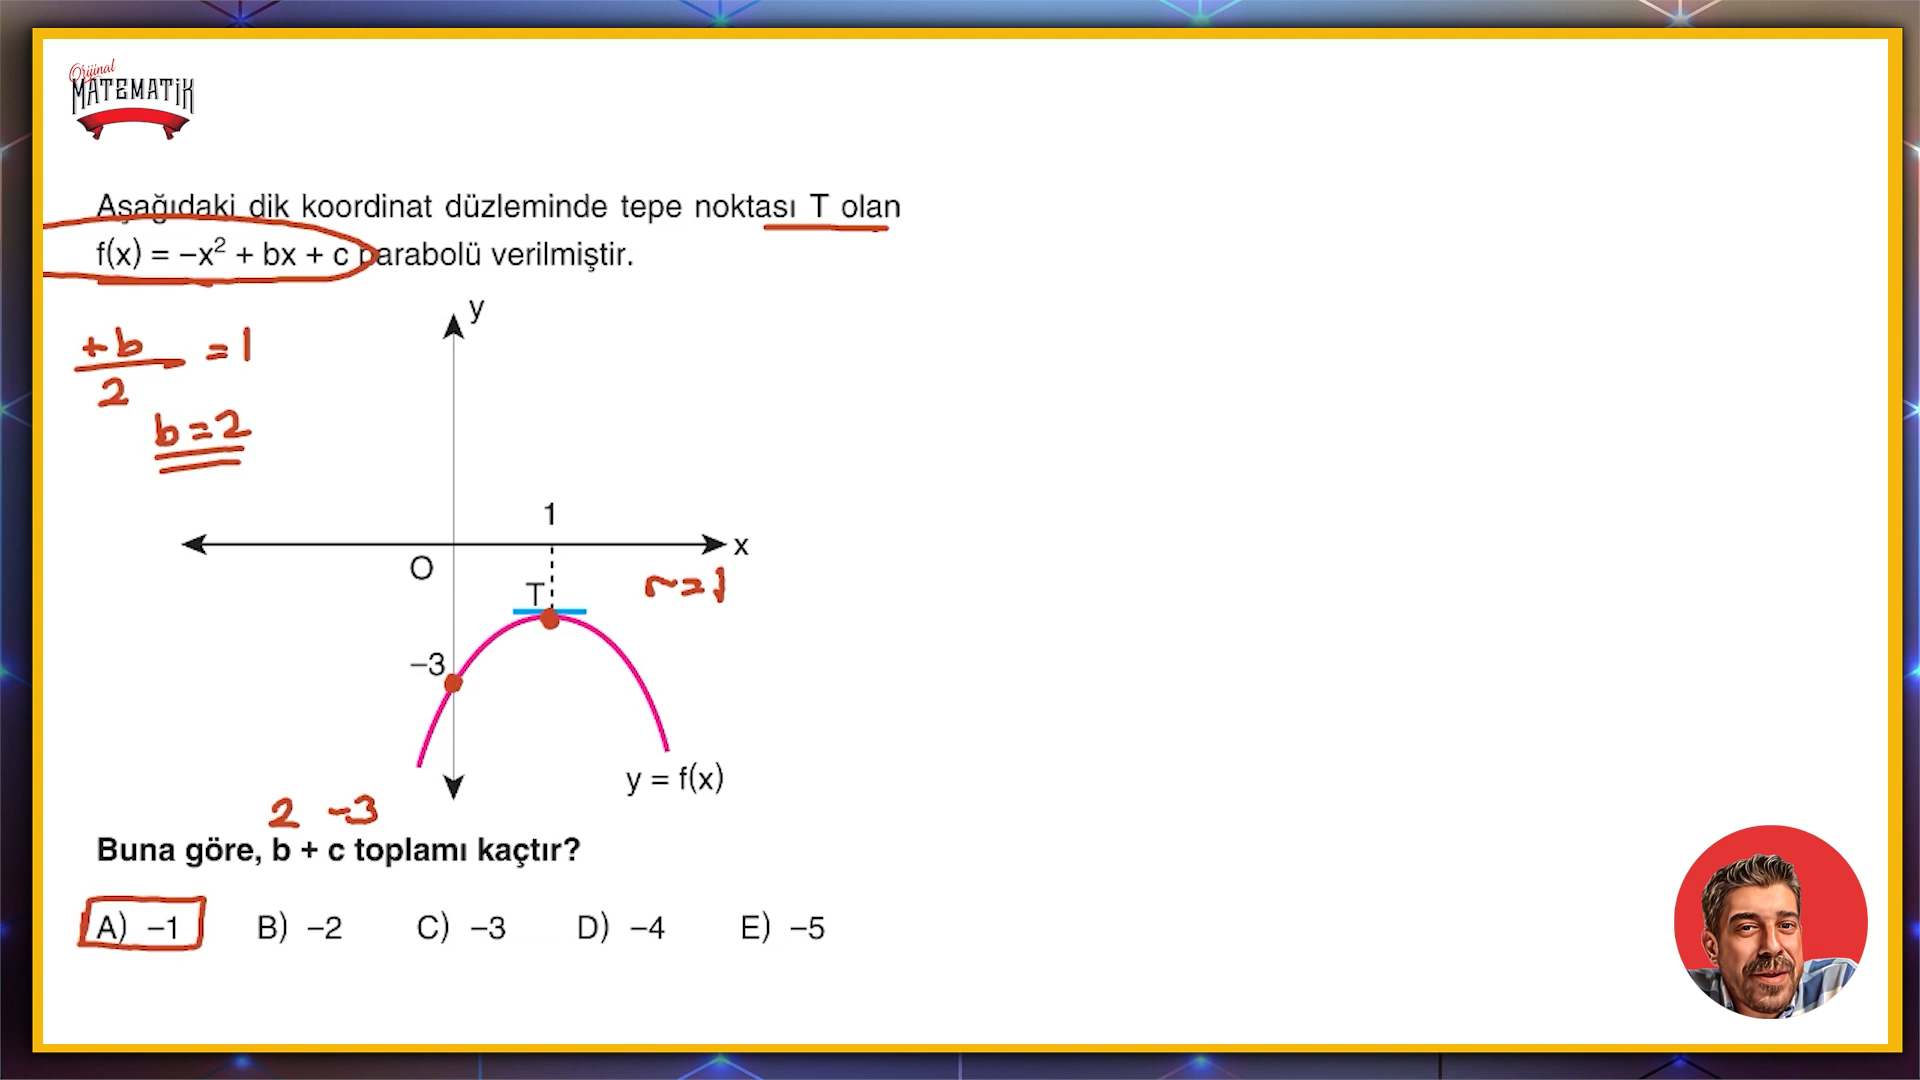 Orijinal
MATEMATİK
Aşağıdaki dik koordinat düzleminde tepe noktası T olan
f(x) = –x² + bx + c parabolü verilmiştir.
y
+b
= 1
2
b=2
1
x
O
T
r=1
–3
y = f(x)
2 -3
Buna göre, b + c toplamı kaçtır?
A) –1 B) –2 C) –3 D) –4 E) –5